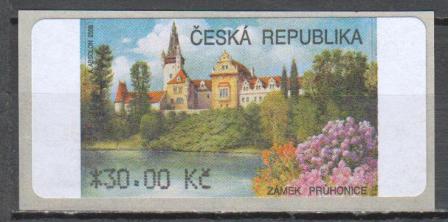 ČESKÁ REPUBLIKA
*30.00 Kč
ZÁMEK PRŮHONICE